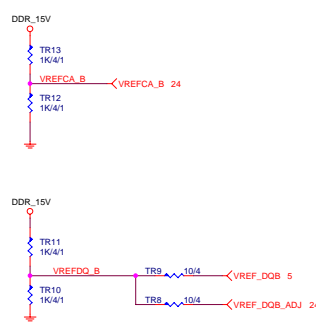 DDR_15V
TR13
1K/4/1
VREFCA_B
VREFCA_B 24
TR12
1K/4/1
DDR_15V
TR11
1K/4/1
VREFDQ_B
TR9 10/4
VREF_DQB 5
TR10
1K/4/1
TR8 10/4
VREF_DQB_ADJ 24